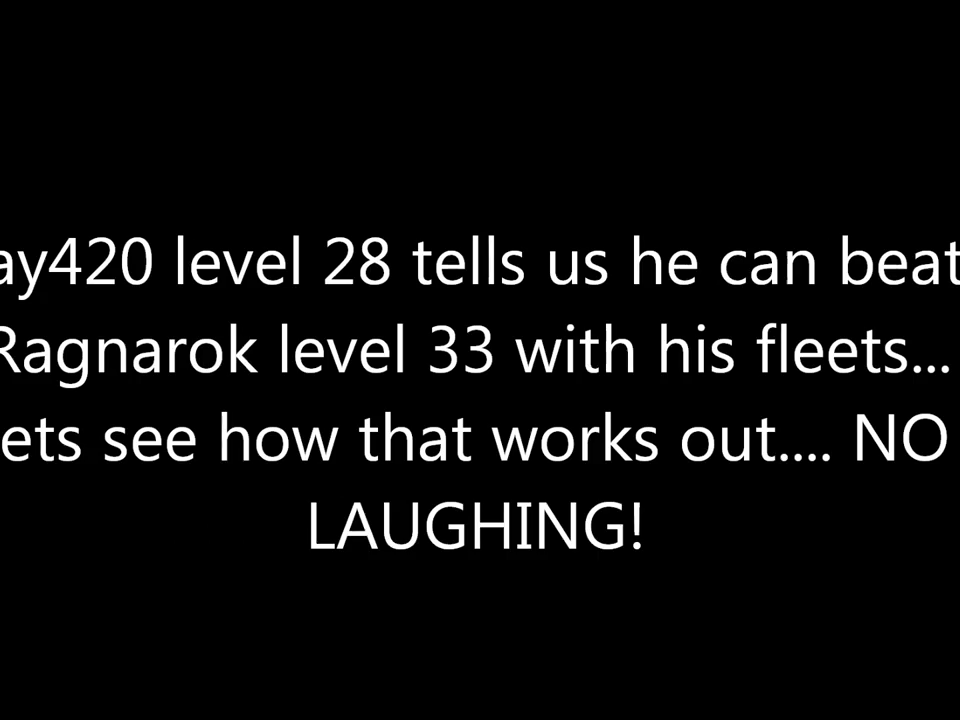 ay420 level 28 tells us he can beat
Ragnarok level 33 with his fleets...
ets see how that works out.... NO
LAUGHING!